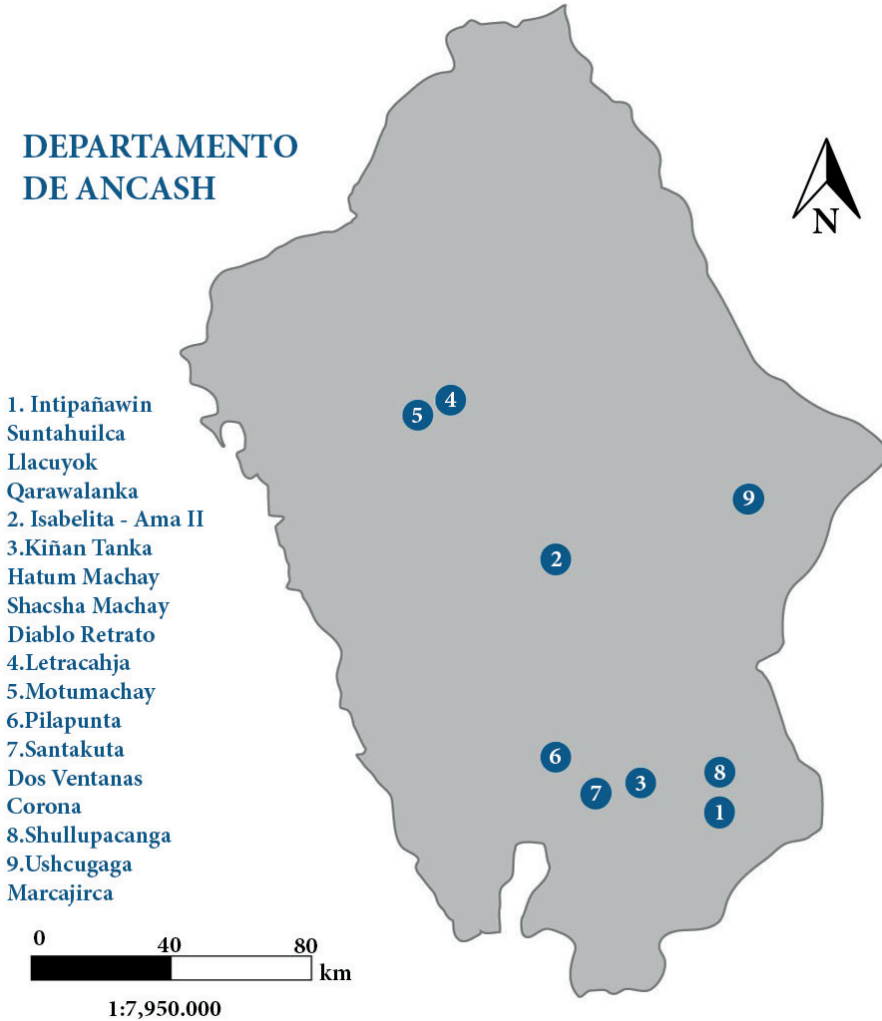 DEPARTAMENTO
DE ANCASH
N
1. Intipañawin
Suntahuilca
Llacuyok
Qarawalanka
2. Isabelita - Ama II
3.Kiñan Tanka
Hatum Machay
Shacsha Machay
Diablo Retrato
4.Letracahja
5.Motumachay
6.Pilapunta
7.Santakuta
Dos Ventanas
Corona
8.Shullupacanga
9.Ushcugaga
Marcajirca
4
5
9
2
6
8
3
7
1
0 40 80
km
1:7,950.000